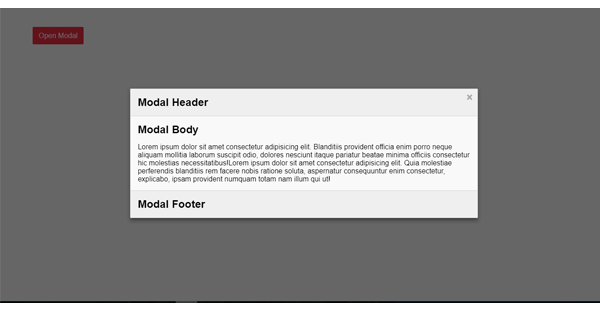 Open Modal
Modal Header
×
Modal Body
Lorem ipsum dolor sit amet consectetur adipisicing elit. Blanditiis provident officia enim porro neque
aliquam mollitia laborum suscipit odio, dolores nesciunt itaque pariatur beatae minima officiis consectetur
hic molestias necessitatibus!Lorem ipsum dolor sit amet consectetur adipisicing elit. Quia molestiae
perferendis blanditiis rem facere nobis ratione soluta, aspernatur consequuntur enim consectetur,
explicabo, ipsam provident numquam totam nam illum qui ut!
Modal Footer